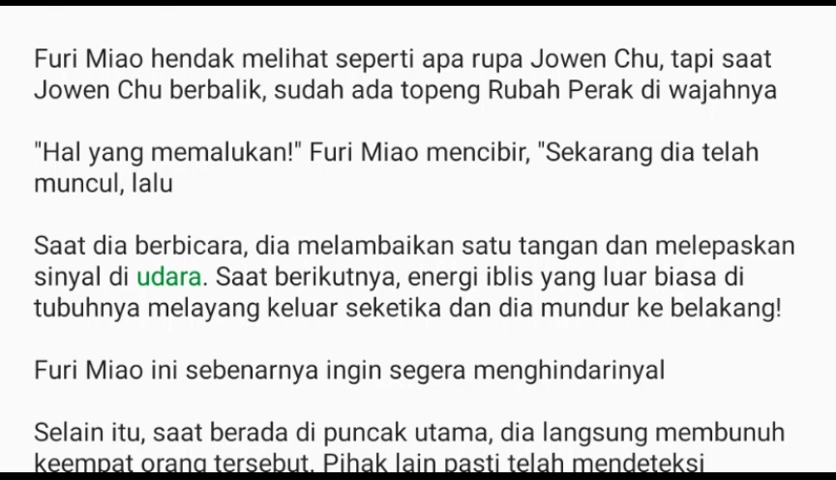 Furi Miao hendak melihat seperti apa rupa Jowen Chu, tapi saat
Jowen Chu berbalik, sudah ada topeng Rubah Perak di wajahnya
"Hal yang memalukan!" Furi Miao mencibir, "Sekarang dia telah
muncul, lalu
Saat dia berbicara, dia melambaikan satu tangan dan melepaskan
sinyal di udara. Saat berikutnya, energi iblis yang luar biasa di
tubuhnya melayang keluar seketika dan dia mundur ke belakang!
Furi Miao ini sebenarnya ingin segera menghindarinyal
Selain itu, saat berada di puncak utama, dia langsung membunuh
keempat orang tersebut. Pihak lain pasti telah mendeteksi